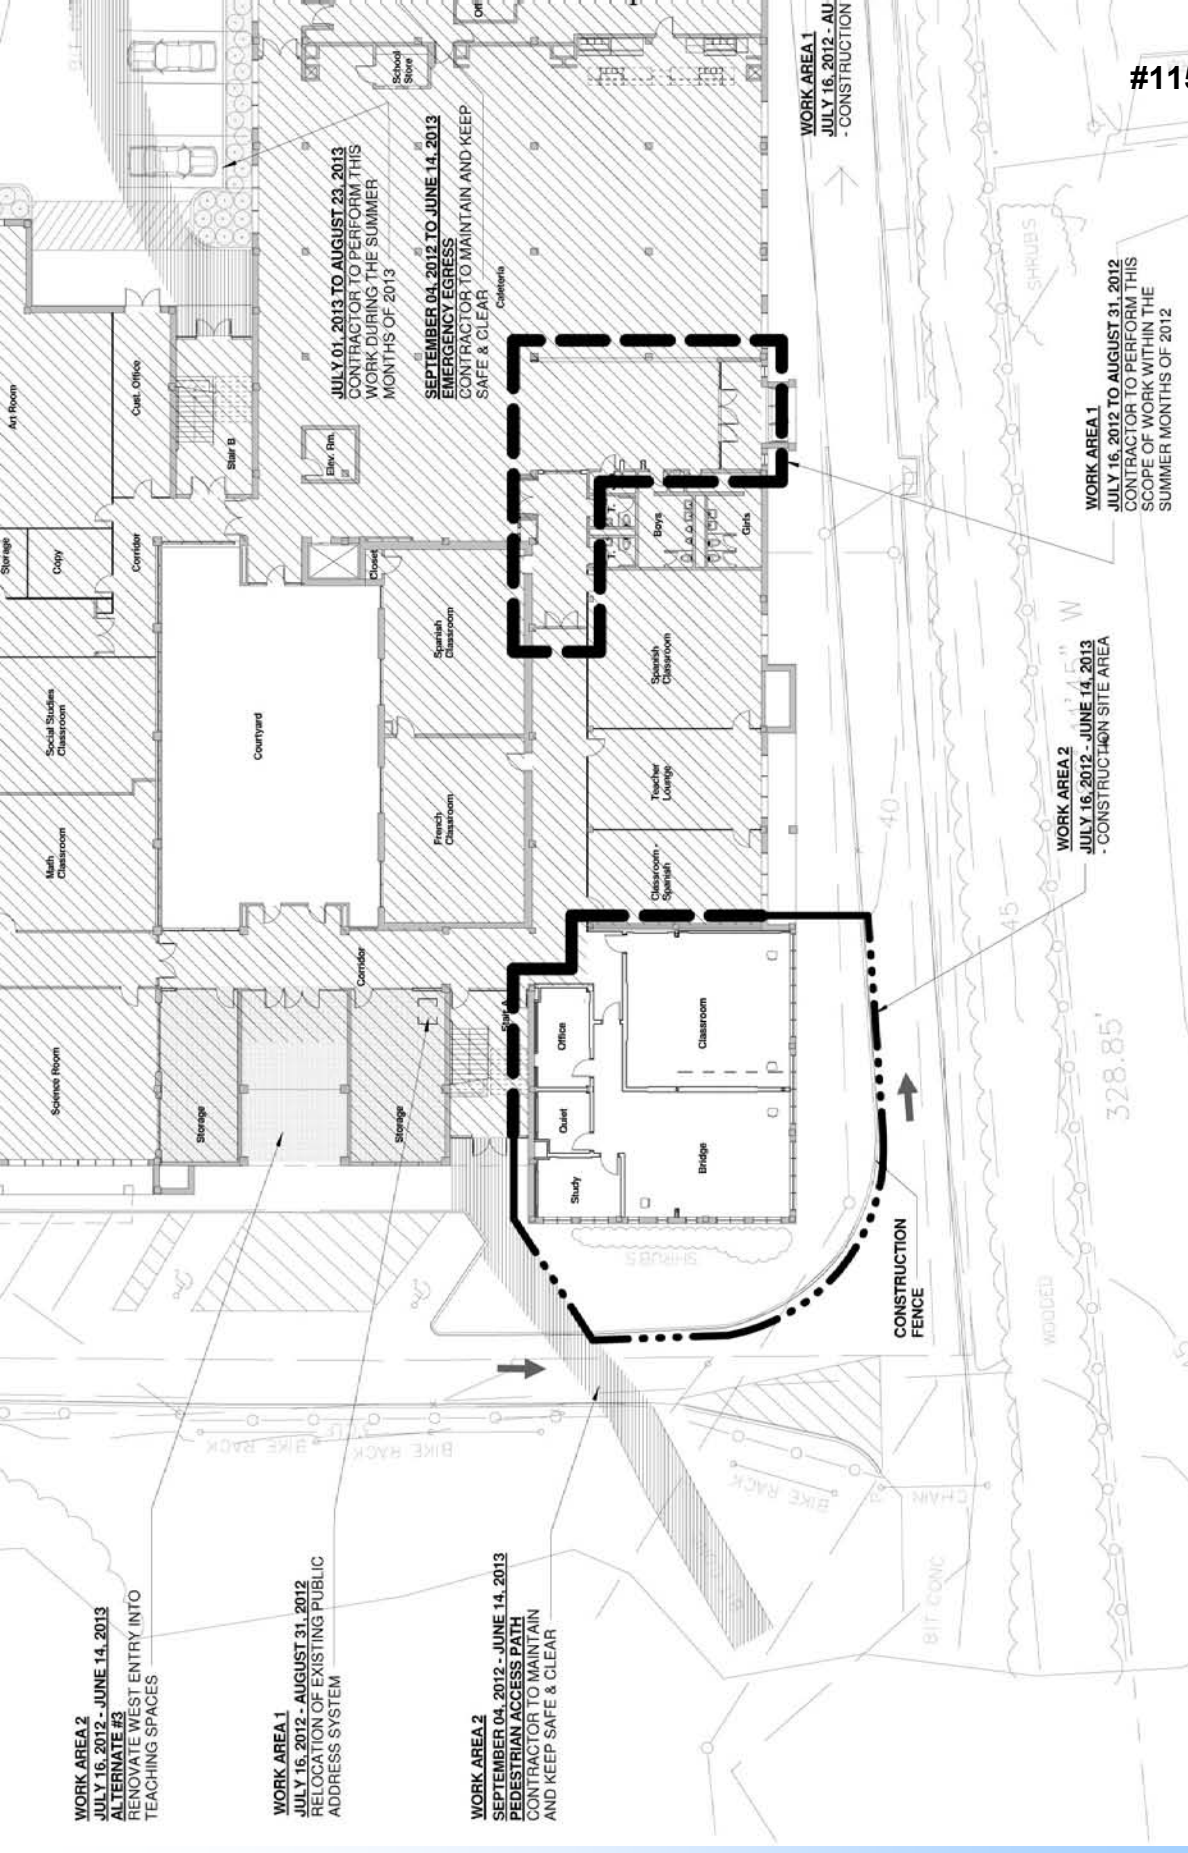 #115
WORK AREA 2
JULY 16, 2012 - JUNE 14, 2013
ALTERNATE #3
RENOVATE WEST ENTRY INTO
TEACHING SPACES
WORK AREA 1
JULY 16, 2012 - AUGUST 31, 2012
RELOCATION OF EXISTING PUBLIC
ADDRESS SYSTEM
WORK AREA 2
SEPTEMBER 04, 2012 - JUNE 14, 2013
PEDESTRIAN ACCESS PATH
CONTRACTOR TO MAINTAIN
AND KEEP SAFE & CLEAR
JULY 01, 2013 TO AUGUST 23, 2013
CONTRACTOR TO PERFORM THIS
WORK DURING THE SUMMER
MONTHS OF 2013
SEPTEMBER 04, 2012 TO JUNE 14, 2013
EMERGENCY EGRESS
CONTRACTOR TO MAINTAIN AND KEEP
SAFE & CLEAR
WORK AREA 1
JULY 16, 2012 - AU
- CONSTRUCTION
WORK AREA 1
JULY 16, 2012 TO AUGUST 31, 2012
CONTRACTOR TO PERFORM THIS
SCOPE OF WORK WITHIN THE
SUMMER MONTHS OF 2012
WORK AREA 2
JULY 16, 2012 - JUNE 14, 2013
- CONSTRUCTION SITE AREA
CONSTRUCTION
FENCE
Science Room
Math
Classroom
Social Studies
Classroom
Storage
Copy
Art Room
Corridor
Cust. Office
Stair B
School
Store
Storage
Storage
Corridor
Courtyard
Closet
Elev. Rm.
French
Classroom
Spanish
Classroom
Cafeteria
Stair A
Office
Quiet
Study
Bridge
Classroom
Classroom -
Spanish
Teacher
Lounge
Spanish
Classroom
T.
T.
Boys
Girls
SHRUBS
SHRUBS
BIKE RACK
BIKE RACK
BIKE RACK
CHAIN
BIT CONC
WOODED
328.85'
45
40
45" W